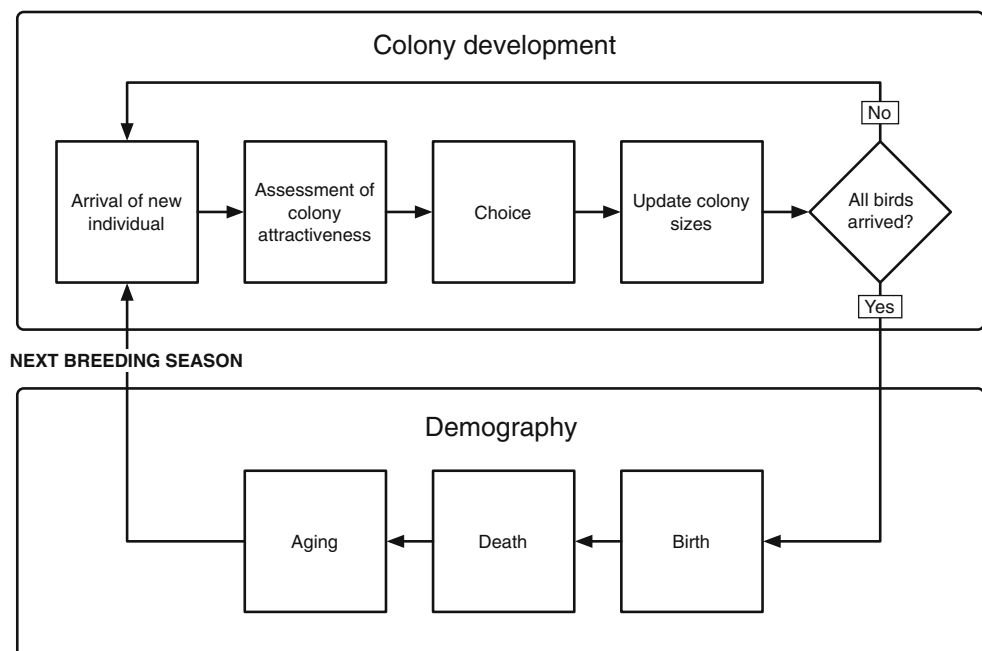 Colony development
No
Arrival of new
individual
Assessment of
colony
attractiveness
Choice
Update colony
sizes
All birds
arrived?
Yes
NEXT BREEDING SEASON
Demography
Aging
Death
Birth